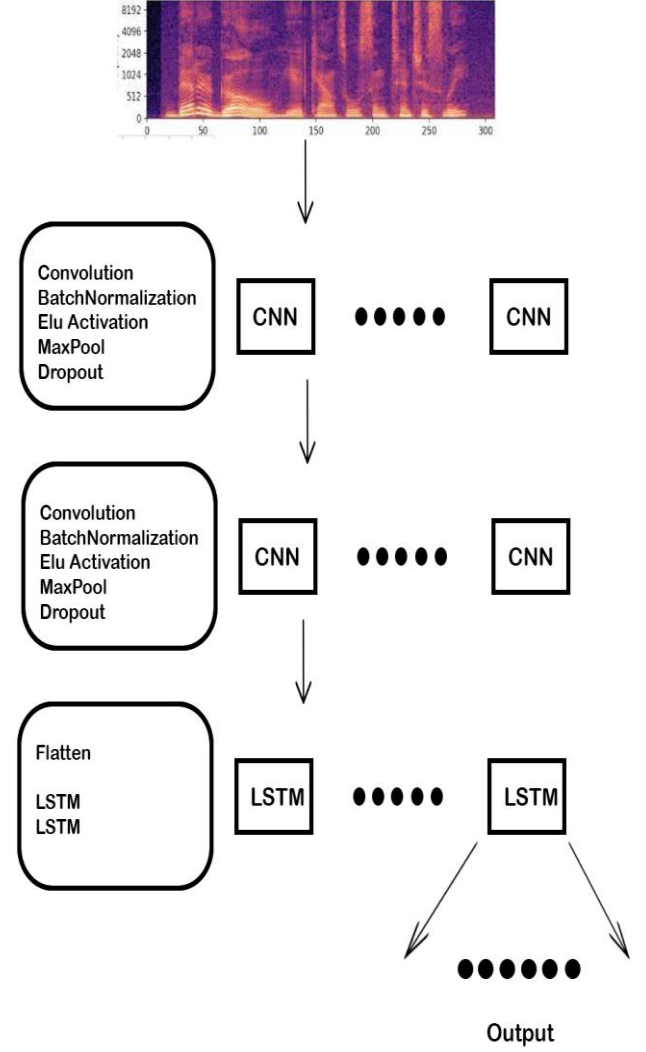 8192
4096
2048
1024
512
0
0 50 100 150 200 250 300
Convolution
BatchNormalization
Elu Activation
MaxPool
Dropout
CNN CNN
Convolution
BatchNormalization
Elu Activation
MaxPool
Dropout
CNN CNN
Flatten
LSTM
LSTM
LSTM LSTM
Output